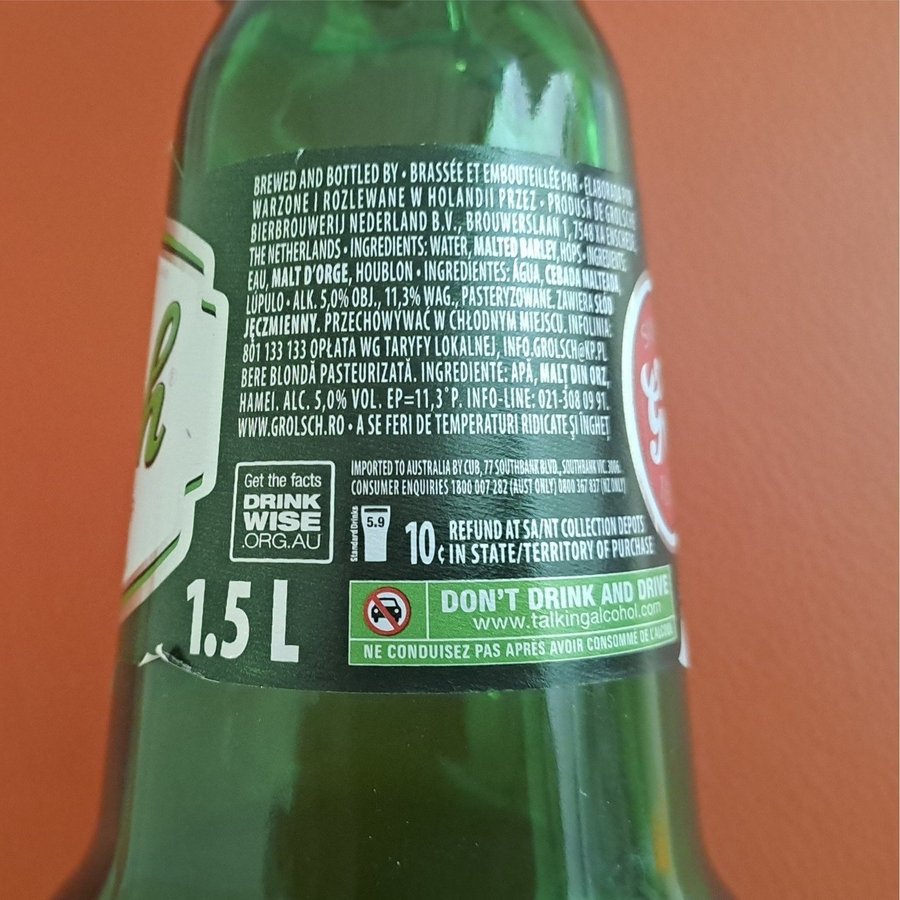 BREWED AND BOTTLED BY • BRASSÉE ET EMBOUTEILLÉE PAR • ELABORADA POR
WARZONE I ROZLEWANE W HOLANDII PRZEZ • PRODUSĂ DE GROLSCHE
BIERBROUWERIJ NEDERLAND B.V., BROUWERSLAAN 1, 7548 XA ENSCHEDE,
THE NETHERLANDS • INGREDIENTS: WATER, MALTED BARLEY, HOPS • INGREDIENTS:
EAU, MALT D'ORGE, HOUBLON • INGREDIENTES: ÁGUA, CEBADA MALTEADA
LÚPULO • ALK. 5,0% OBJ., 11,3% WAG., PASTERYZOWANE. ZAWIERA SŁÓD
JĘCZMIENNY. PRZECHOWYWAĆ W CHŁODNYM MIEJSCU. INFOLINIA:
801 133 133 OPŁATA WG TARYFY LOKALNEJ, INFO.GROLSCH@KP.PL
BERE BLONDĂ PASTEURIZATĂ. INGREDIENTE: APĂ, MALȚ DIN ORZ,
HAMEI. ALC. 5,0% VOL. EP=11,3°P. INFO-LINE: 021-308 09 91.
WWW.GROLSCH.RO • A SE FERI DE TEMPERATURI RIDICATE ȘI ÎNGHEȚ
IMPORTED TO AUSTRALIA BY CUB, 77 SOUTHBANK BLVD., SOUTHBANK VIC. 3006.
CONSUMER ENQUIRIES 1800 007 282 (AUST ONLY) 0800 367 837 (NZ ONLY)
Get the facts
DRINK
WISE
.ORG.AU
Standard Drinks
5.9
10¢
REFUND AT SA/NT COLLECTION DEPOTS
IN STATE/TERRITORY OF PURCHASE
1.5 L
DON'T DRINK AND DRIVE
www.talkingalcohol.com
NE CONDUISEZ PAS APRÈS AVOIR CONSOMMÉ DE L'ALCOOL
h
G